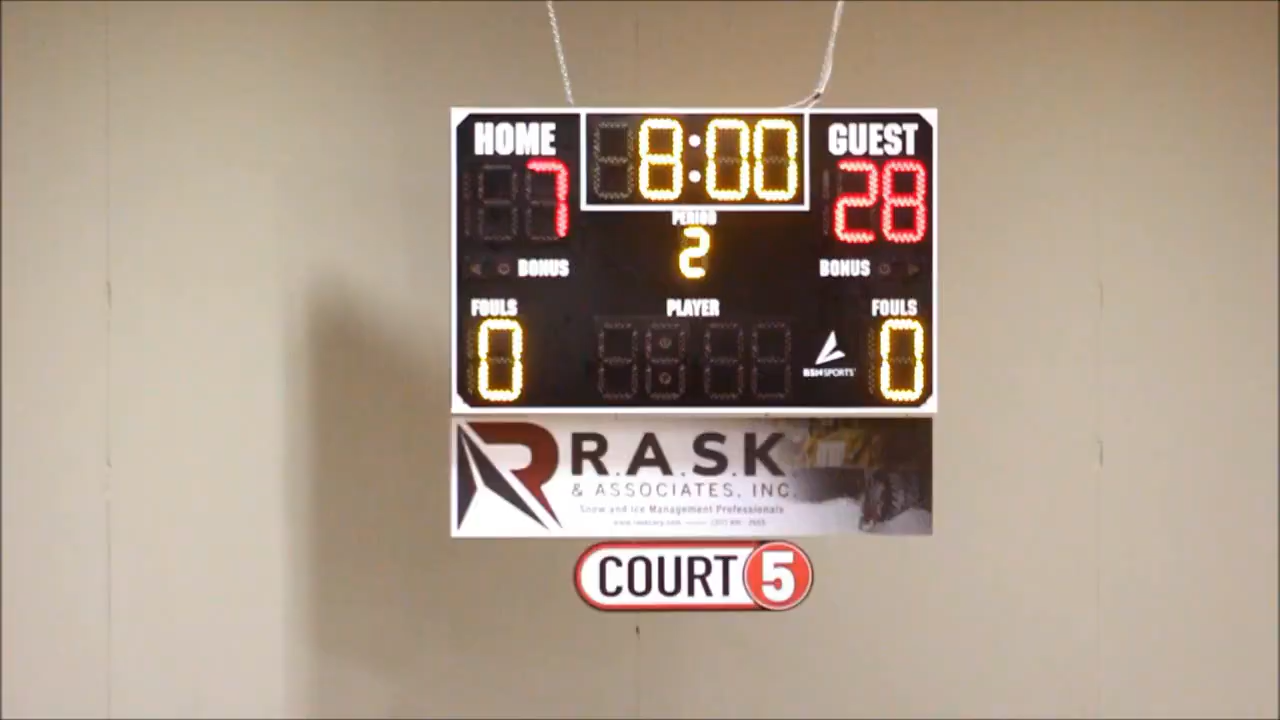 HOME
8:00
GUEST
7
28
PERIOD
2
BONUS
BONUS
FOULS
PLAYER
FOULS
0
0
BSN SPORTS
R.A.S.K
& ASSOCIATES, INC.
Snow and Ice Management Professionals
COURT 5